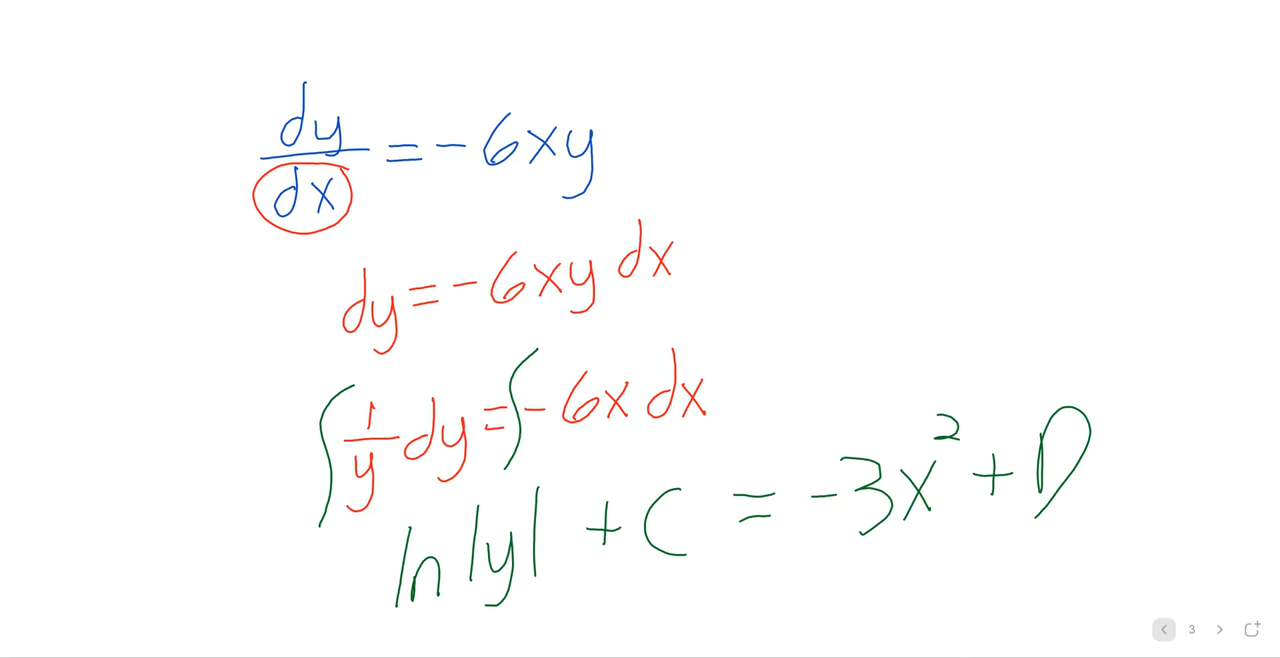 dy/dx = -6xy
dy = -6xy dx
∫ 1/y dy = ∫ -6x dx
ln|y| + C = -3x² + D
3